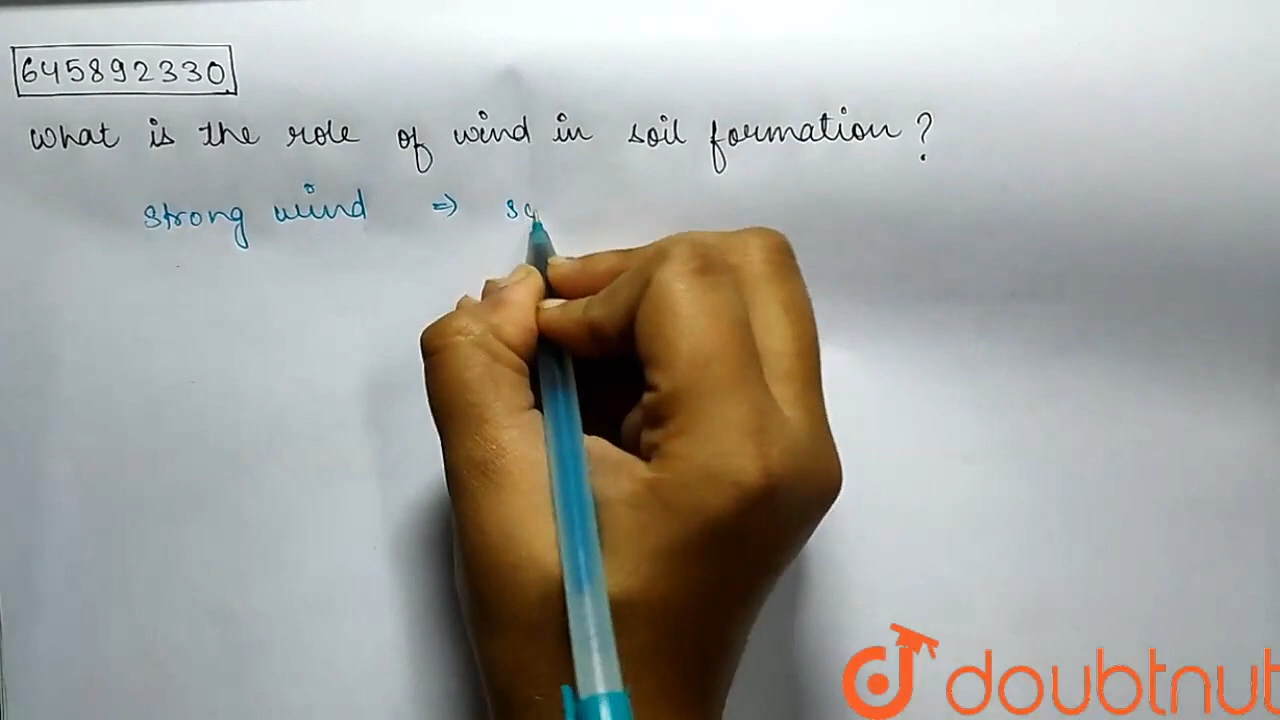 645892330
What is the role of wind in soil formation?
strong wind ⇒
doubtnut